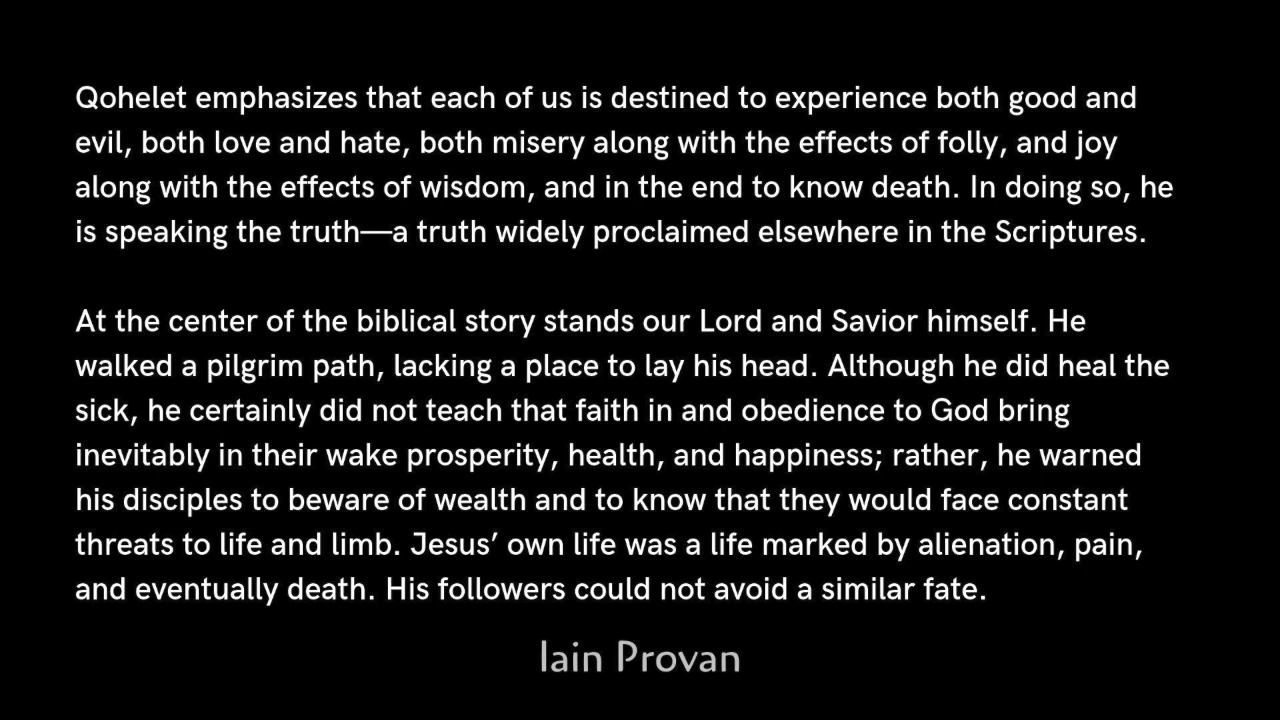 Qohelet emphasizes that each of us is destined to experience both good and
evil, both love and hate, both misery along with the effects of folly, and joy
along with the effects of wisdom, and in the end to know death. In doing so, he
is speaking the truth—a truth widely proclaimed elsewhere in the Scriptures.
At the center of the biblical story stands our Lord and Savior himself. He
walked a pilgrim path, lacking a place to lay his head. Although he did heal the
sick, he certainly did not teach that faith in and obedience to God bring
inevitably in their wake prosperity, health, and happiness; rather, he warned
his disciples to beware of wealth and to know that they would face constant
threats to life and limb. Jesus’ own life was a life marked by alienation, pain,
and eventually death. His followers could not avoid a similar fate.
Iain Provan